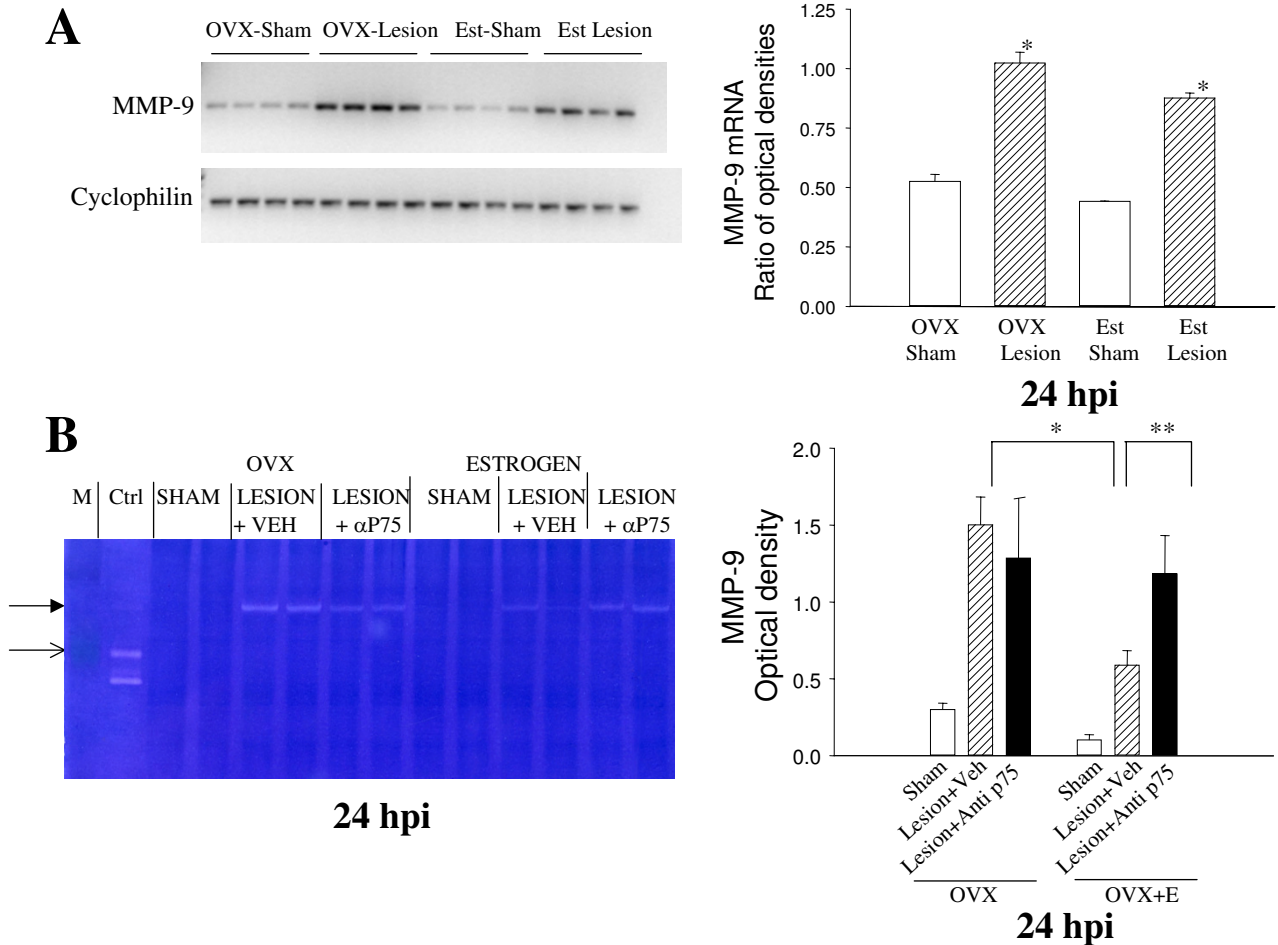 A
OVX-Sham OVX-Lesion Est-Sham Est Lesion
MMP-9
Cyclophilin
MMP-9 mRNA
Ratio of optical densities
1.25
1.00
0.75
0.50
0.25
0.00
* *
OVX Sham
OVX Lesion
Est Sham
Est Lesion
24 hpi
B
OVX ESTROGEN
M Ctrl SHAM LESION LESION SHAM LESION LESION
+ VEH + αP75 + VEH + αP75
24 hpi
MMP-9
Optical density
2.0
1.5
1.0
0.5
0.0
* **
Sham
Lesion+Veh
Lesion+Anti p75
Sham
Lesion+Veh
Lesion+Anti p75
OVX OVX+E
24 hpi